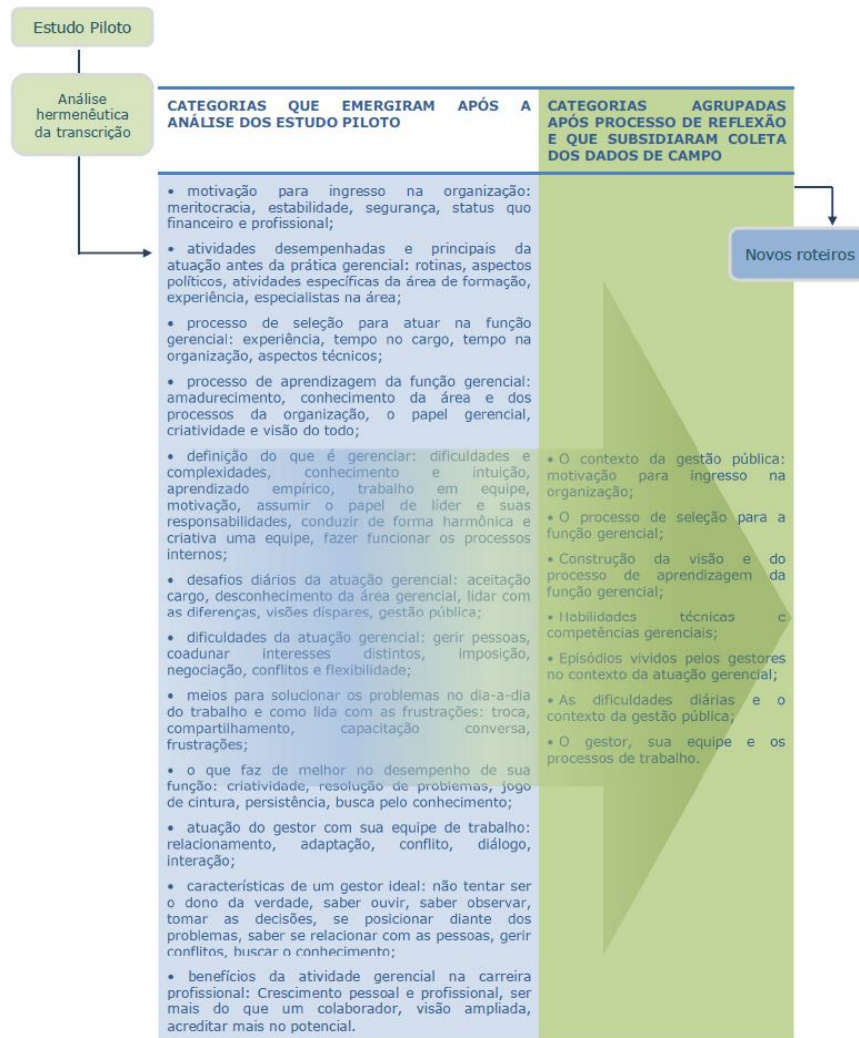 Estudo Piloto
Análise
hermenêutica
da transcrição
CATEGORIAS QUE EMERGIRAM APÓS A
ANÁLISE DOS ESTUDO PILOTO
CATEGORIAS AGRUPADAS
APÓS PROCESSO DE REFLEXÃO
E QUE SUBSIDIARAM COLETA
DOS DADOS DE CAMPO
• motivação para ingresso na organização:
meritocracia, estabilidade, segurança, status quo
financeiro e profissional;
• atividades desempenhadas e principais da
atuação antes da prática gerencial: rotinas, aspectos
políticos, atividades específicas da área de formação,
experiência, especialistas na área;
• processo de seleção para atuar na função
gerencial: experiência, tempo no cargo, tempo na
organização, aspectos técnicos;
• processo de aprendizagem da função gerencial:
amadurecimento, conhecimento da área e dos
processos da organização, o papel gerencial,
criatividade e visão do todo;
• definição do que é gerenciar: dificuldades e
complexidades, conhecimento e intuição,
aprendizado empírico, trabalho em equipe,
motivação, assumir o papel de líder e suas
responsabilidades, conduzir de forma harmônica e
criativa uma equipe, fazer funcionar os processos
internos;
• desafios diários da atuação gerencial: aceitação
cargo, desconhecimento da área gerencial, lidar com
as diferenças, visões díspares, gestão pública;
• dificuldades da atuação gerencial: gerir pessoas,
coadunar interesses distintos, imposição,
negociação, conflitos e flexibilidade;
• meios para solucionar os problemas no dia-a-dia
do trabalho e como lida com as frustrações: troca,
compartilhamento, capacitação conversa,
frustrações;
• o que faz de melhor no desempenho de sua
função: criatividade, resolução de problemas, jogo
de cintura, persistência, busca pelo conhecimento;
• atuação do gestor com sua equipe de trabalho:
relacionamento, adaptação, conflito, diálogo,
interação;
• características de um gestor ideal: não tentar ser
o dono da verdade, saber ouvir, saber observar,
tomar as decisões, se posicionar diante dos
problemas, saber se relacionar com as pessoas, gerir
conflitos, buscar o conhecimento;
• benefícios da atividade gerencial na carreira
profissional: Crescimento pessoal e profissional, ser
mais do que um colaborador, visão ampliada,
acreditar mais no potencial.
• O contexto da gestão pública:
motivação para ingresso na
organização;
• O processo de seleção para a
função gerencial;
• Construção da visão e do
processo de aprendizagem da
função gerencial;
• Habilidades técnicas e
competências gerenciais;
• Episódios vividos pelos gestores
no contexto da atuação gerencial;
• As dificuldades diárias e o
contexto da gestão pública;
• O gestor, sua equipe e os
processos de trabalho.
Novos roteiros